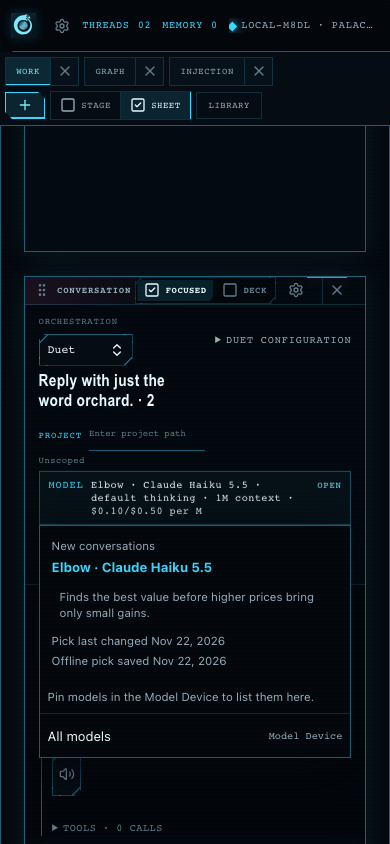 THREADS 02 MEMORY 0 LOCAL-M8DL · PALAC…
WORK GRAPH INJECTION
STAGE SHEET LIBRARY
CONVERSATION FOCUSED DECK
ORCHESTRATION
Duet
DUET CONFIGURATION
Reply with just the
word orchard. · 2
PROJECT Enter project path
Unscoped
MODEL Elbow · Claude Haiku 5.5 · OPEN
default thinking · 1M context ·
$0.10/$0.50 per M
New conversations
Elbow · Claude Haiku 5.5
Finds the best value before higher prices bring
only small gains.
Pick last changed Nov 22, 2026
Offline pick saved Nov 22, 2026
Pin models in the Model Device to list them here.
All models Model Device
TOOLS · 0 CALLS